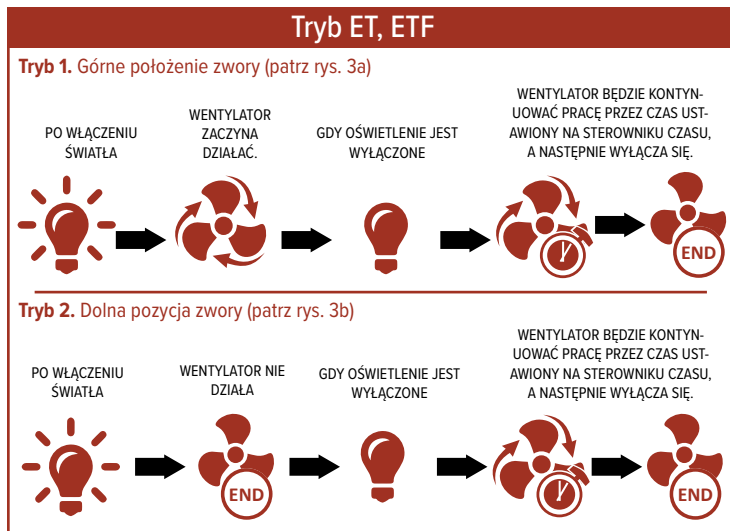 Tryb ET, ETF
Tryb 1. Górne położenie zwory (patrz rys. 3a)
PO WŁĄCZENIU
ŚWIATŁA
WENTYLATOR
ZACZYNA
DZIAŁAĆ.
GDY OŚWIETLENIE JEST
WYŁĄCZONE
WENTYLATOR BĘDZIE KONTYN-
UOWAĆ PRACĘ PRZEZ CZAS UST-
AWIONY NA STEROWNIKU CZASU,
A NASTĘPNIE WYŁĄCZA SIĘ.
END
Tryb 2. Dolna pozycja zwory (patrz rys. 3b)
PO WŁĄCZENIU
ŚWIATŁA
WENTYLATOR NIE
DZIAŁA
GDY OŚWIETLENIE JEST
WYŁĄCZONE
WENTYLATOR BĘDZIE KONTYN-
UOWAĆ PRACĘ PRZEZ CZAS UST-
AWIONY NA STEROWNIKU CZASU,
A NASTĘPNIE WYŁĄCZA SIĘ.
END
END